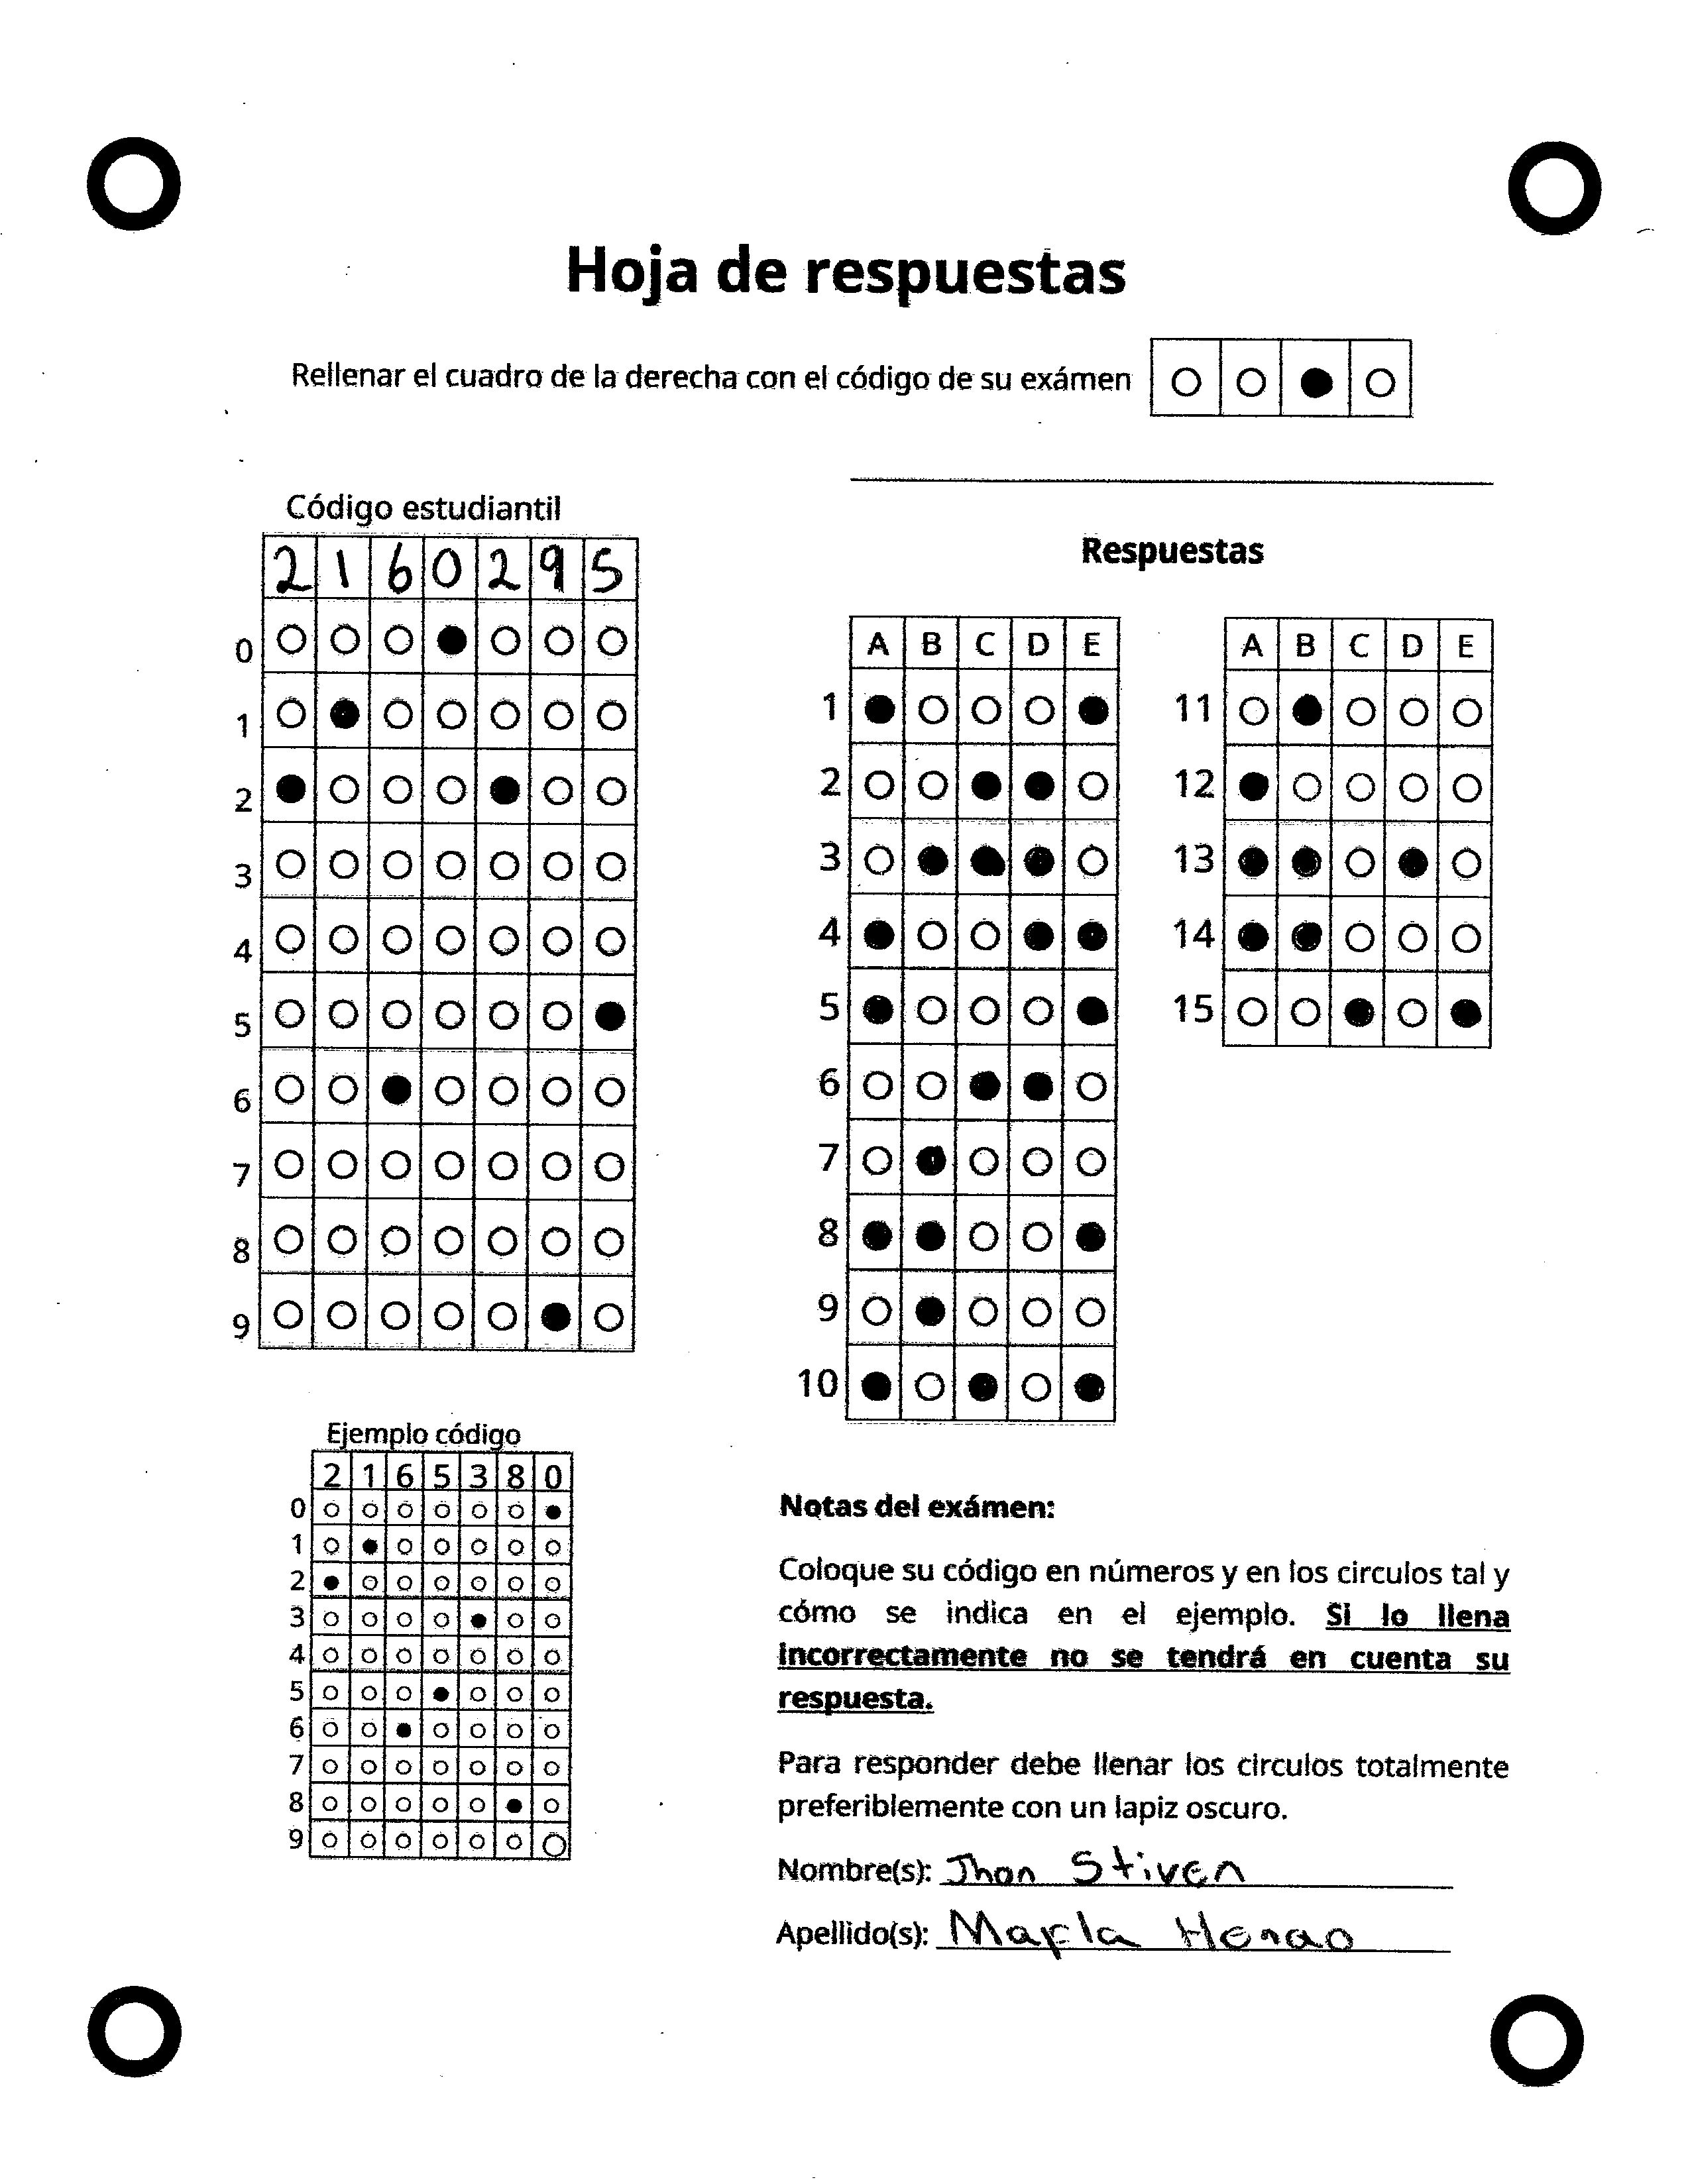 Hoja de respuestas
Rellenar el cuadro de la derecha con el código de su exámen
Código estudiantil
2 1 6 0 2 9 5
0
1
2
3
4
5
6
7
8
9
Respuestas
A B C D E
1
2
3
4
5
6
7
8
9
10
A B C D E
11
12
13
14
15
Ejemplo código
2 1 6 5 3 8 0
0
1
2
3
4
5
6
7
8
9
Notas del exámen:
Coloque su código en números y en los circulos tal y
cómo se indica en el ejemplo. Si lo llena
incorrectamente no se tendrá en cuenta su
respuesta.
Para responder debe llenar los circulos totalmente
preferiblemente con un lapiz oscuro.
Nombre(s): Jhon Stiven
Apellido(s): Mafla Henao